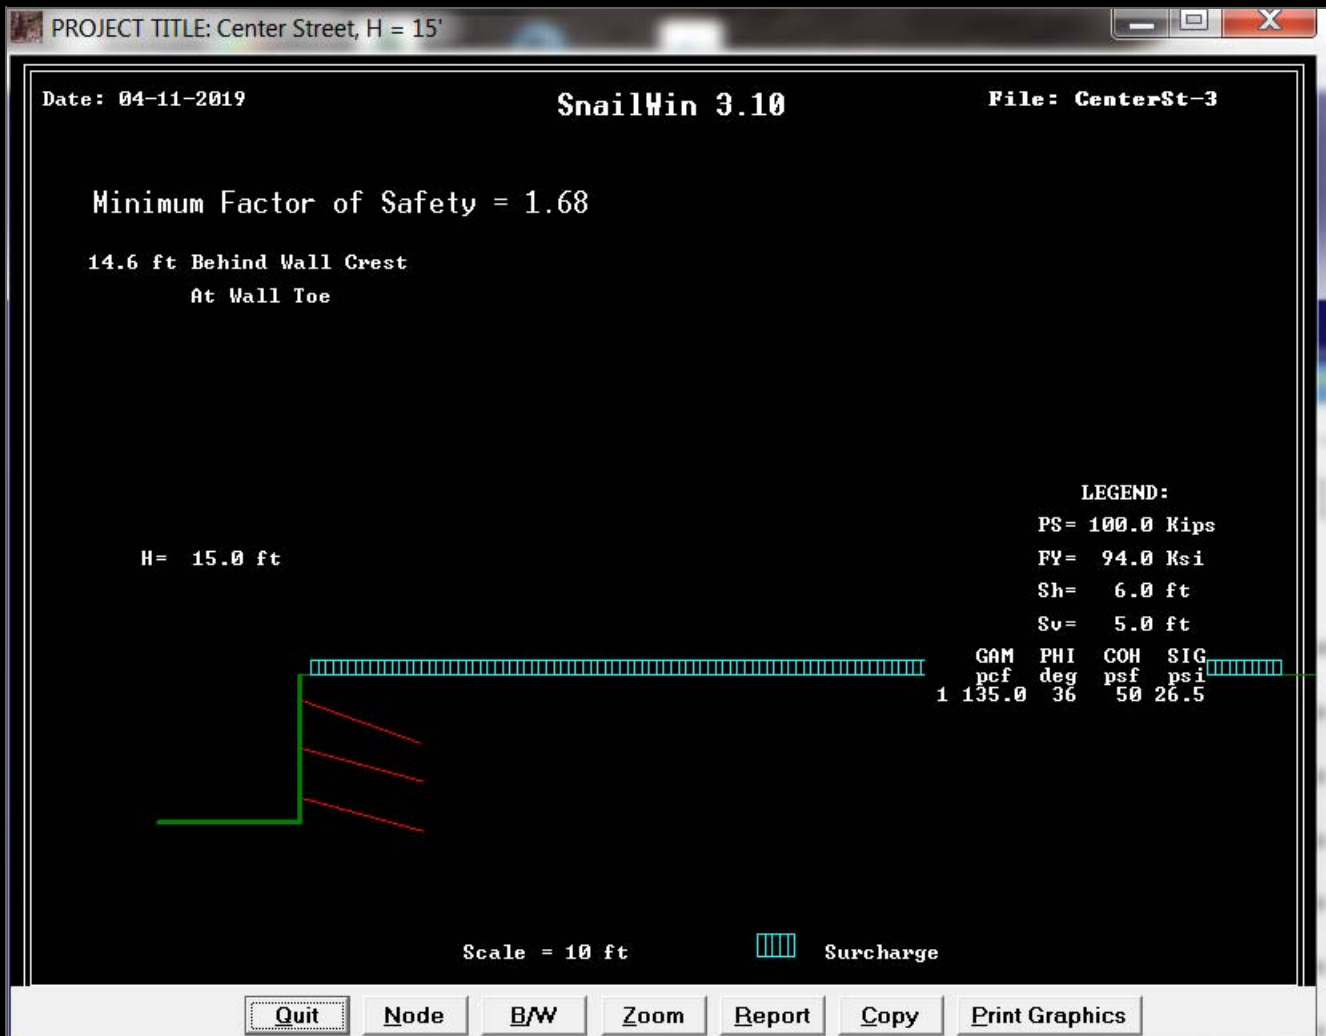 PROJECT TITLE: Center Street, H = 15'
Date: 04-11-2019
SnailWin 3.10
File: CenterSt-3
Minimum Factor of Safety = 1.68
14.6 ft Behind Wall Crest
At Wall Toe
LEGEND:
PS= 100.0 Kips
H= 15.0 ft
FY= 94.0 Ksi
Sh= 6.0 ft
Sv= 5.0 ft
GAM PHI COH SIG
pcf deg psf psi
1 135.0 36 50 26.5
Scale = 10 ft
Surcharge
Quit Node B/W Zoom Report Copy Print Graphics